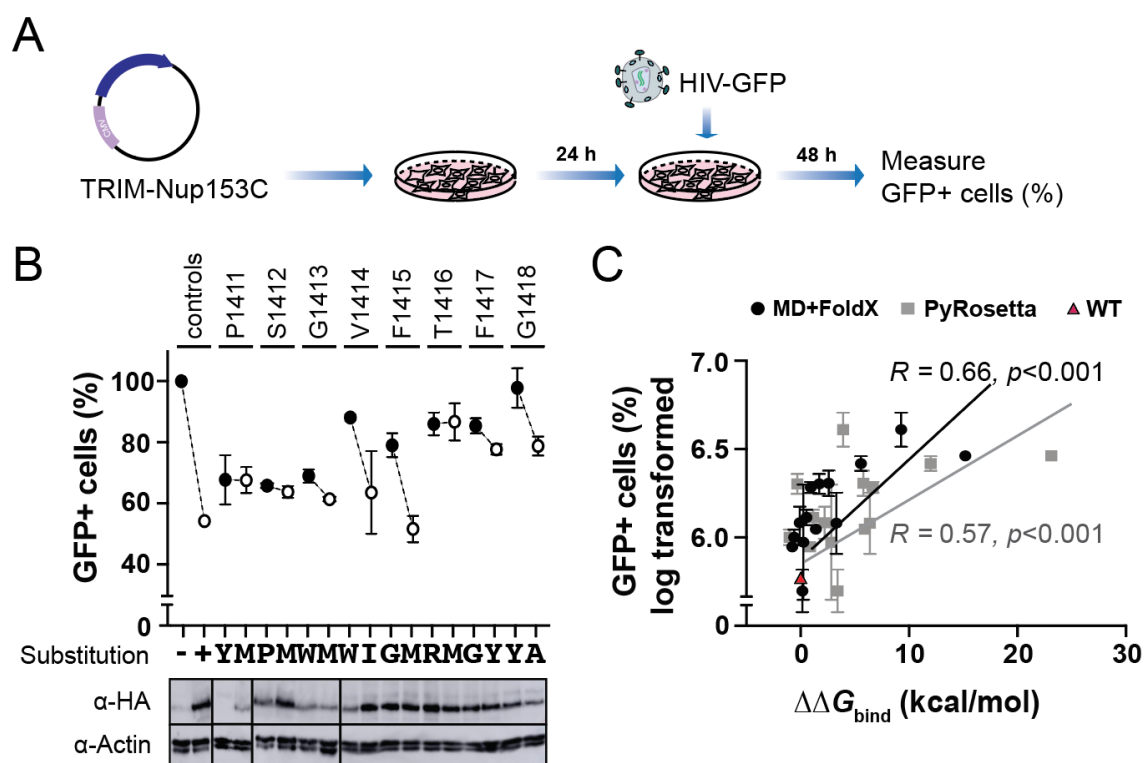 A
CMV
TRIM-Nup153C
24 h
HIV-GFP
48 h
Measure
GFP+ cells (%)
B
controls
P1411
S1412
G1413
V1414
F1415
T1416
F1417
G1418
GFP+ cells (%)
100
80
60
40
0
Substitution
- + Y M P M W M W I G M R M G Y Y A
α-HA
α-Actin
C
MD+FoldX PyRosetta WT
GFP+ cells (%)
log transformed
7.0
6.5
6.0
0
R = 0.66, p<0.001
R = 0.57, p<0.001
0 10 20 30
ΔΔGbind (kcal/mol)